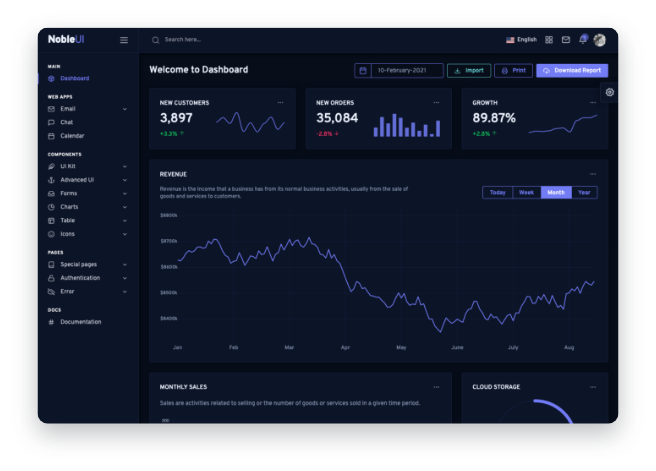 NobleUI
Search here...
English
MAIN
Dashboard
WEB APPS
Email
Chat
Calendar
COMPONENTS
UI Kit
Advanced UI
Forms
Charts
Table
Icons
PAGES
Special pages
Authentication
Error
DOCS
# Documentation
Welcome to Dashboard
10-February-2021
Import
Print
Download Report
NEW CUSTOMERS
3,897
+3.3% ↑
NEW ORDERS
35,084
-2.8% ↓
GROWTH
89.87%
+2.8% ↑
REVENUE
Revenue is the income that a business has from its normal business activities, usually from the sale of
goods and services to customers.
Today Week Month Year
$8800k
$8700k
$8600k
$8500k
$8400k
Jan Feb Mar Apr May June July Aug
MONTHLY SALES
Sales are activities related to selling or the number of goods or services sold in a given time period.
CLOUD STORAGE